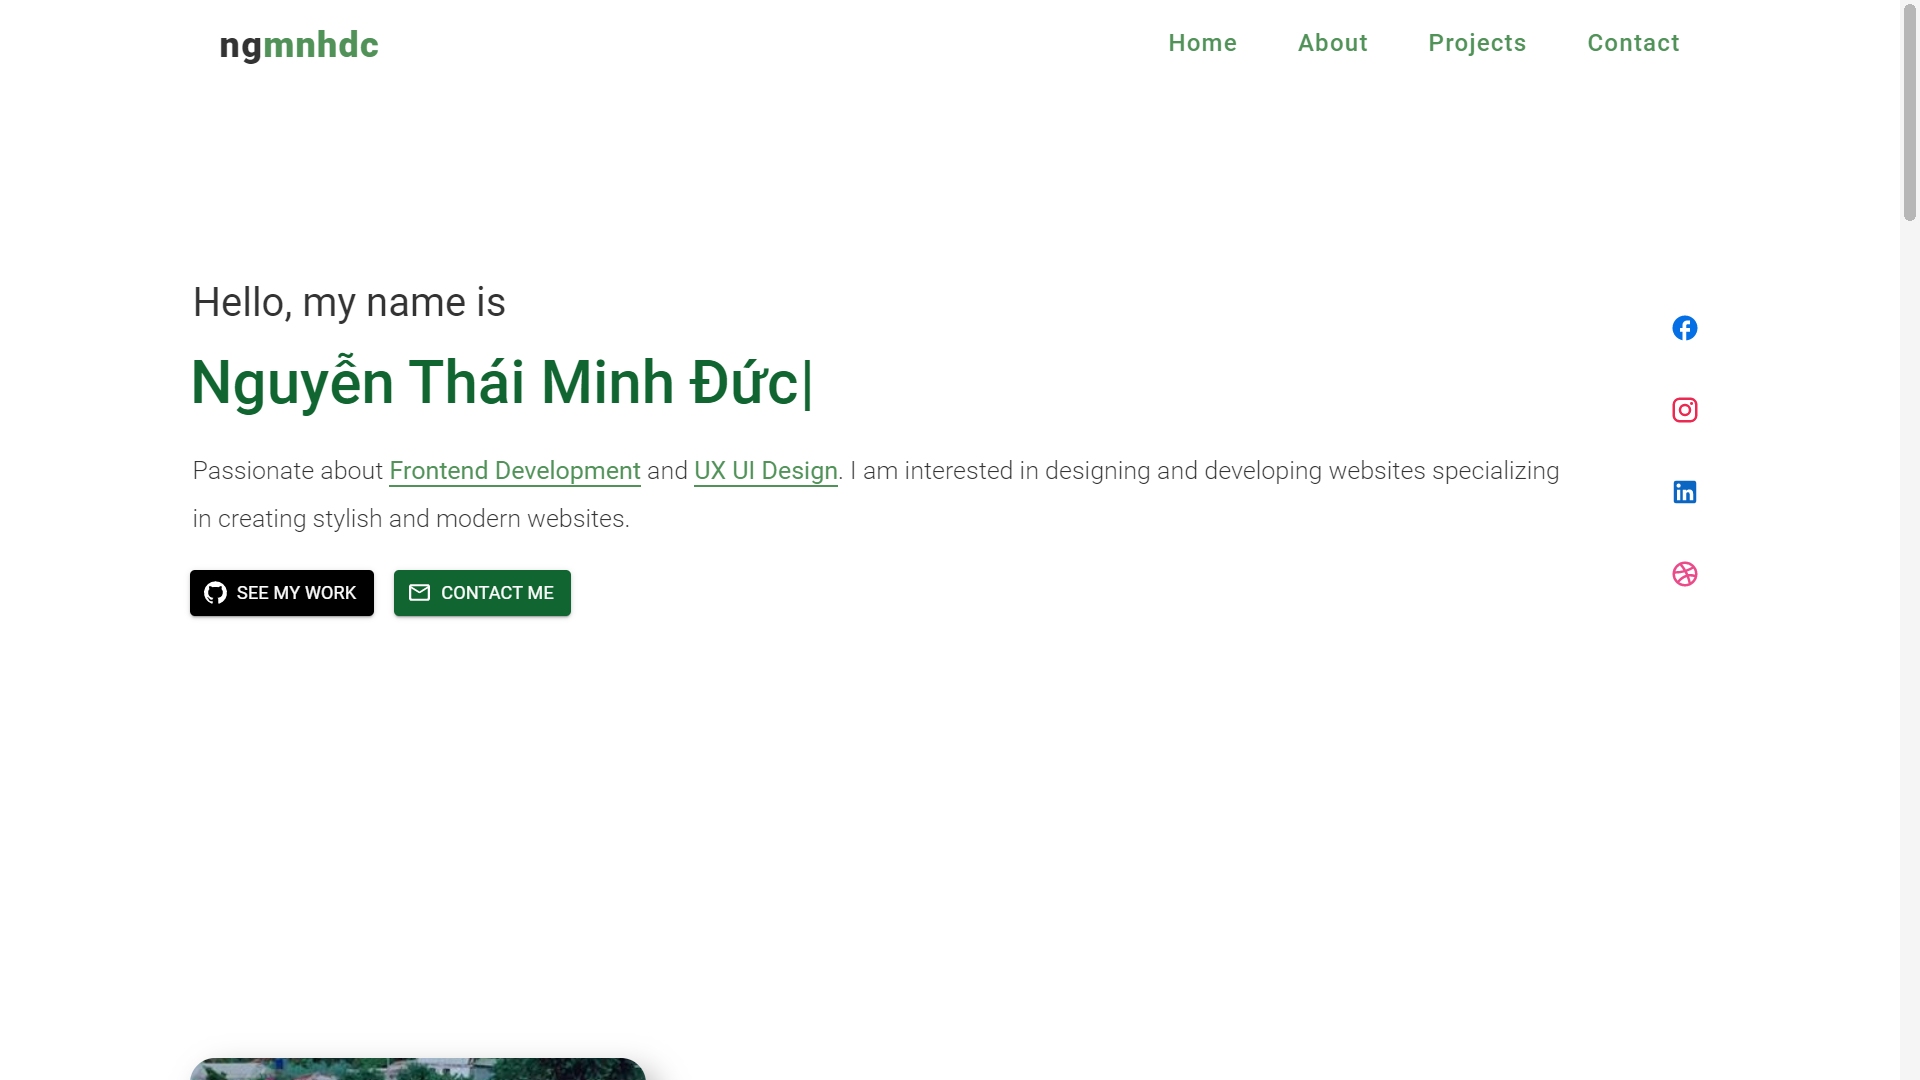 ngmnhdc
Home About Projects Contact
Hello, my name is
Nguyễn Thái Minh Đức|
Passionate about Frontend Development and UX UI Design. I am interested in designing and developing websites specializing
in creating stylish and modern websites.
SEE MY WORK CONTACT ME